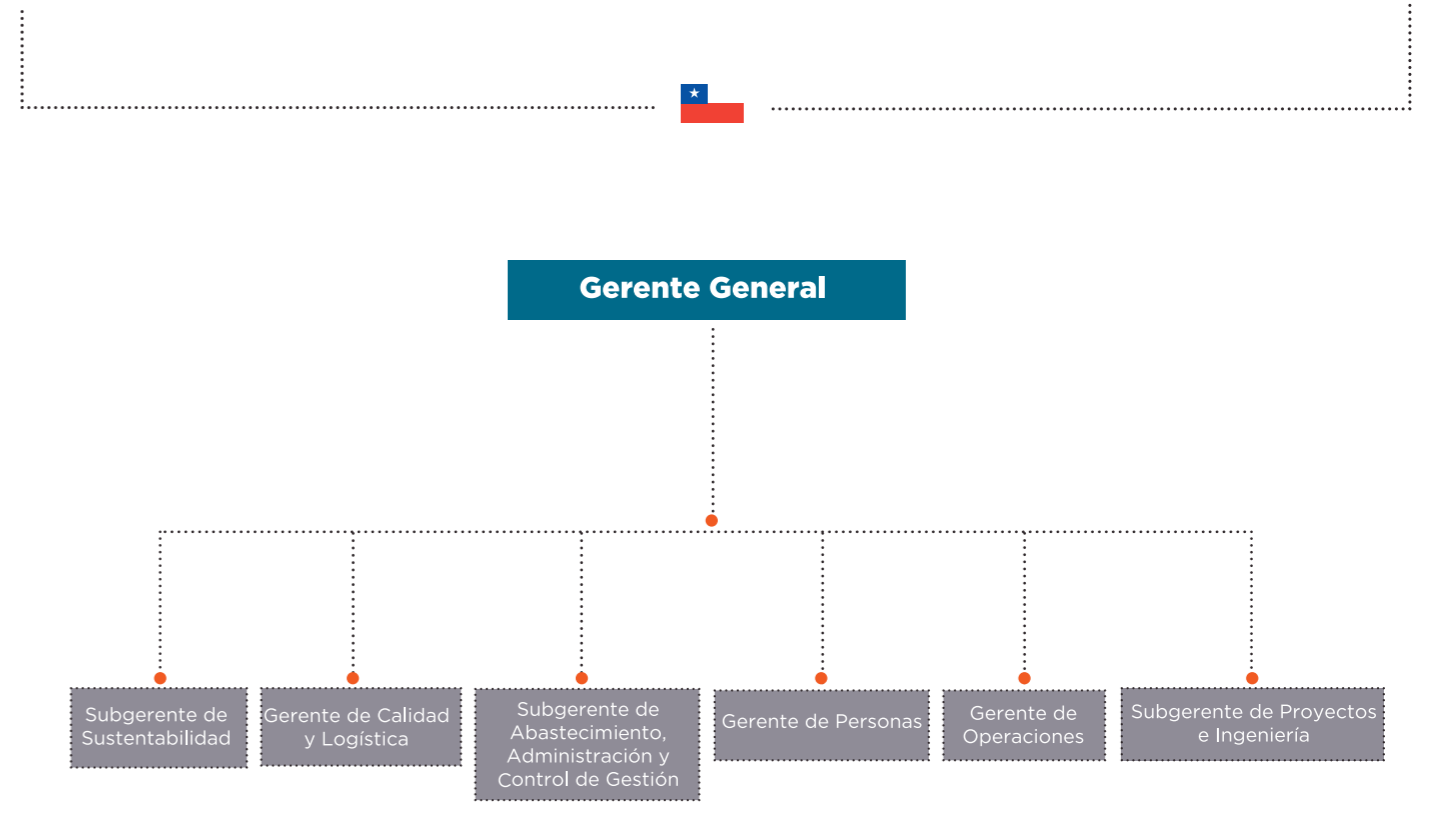 Gerente General
Subgerente de
Sustentabilidad
Gerente de Calidad
y Logística
Subgerente de
Abastecimiento,
Administración y
Control de Gestión
Gerente de Personas
Gerente de
Operaciones
Subgerente de Proyectos
e Ingeniería